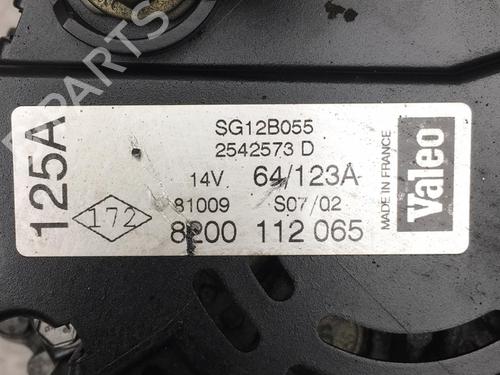 125A
172
SG12B055
2542573 D
14V 64/123A
81009 S07/02
8200 112 065
Valeo
MADE IN FRANCE